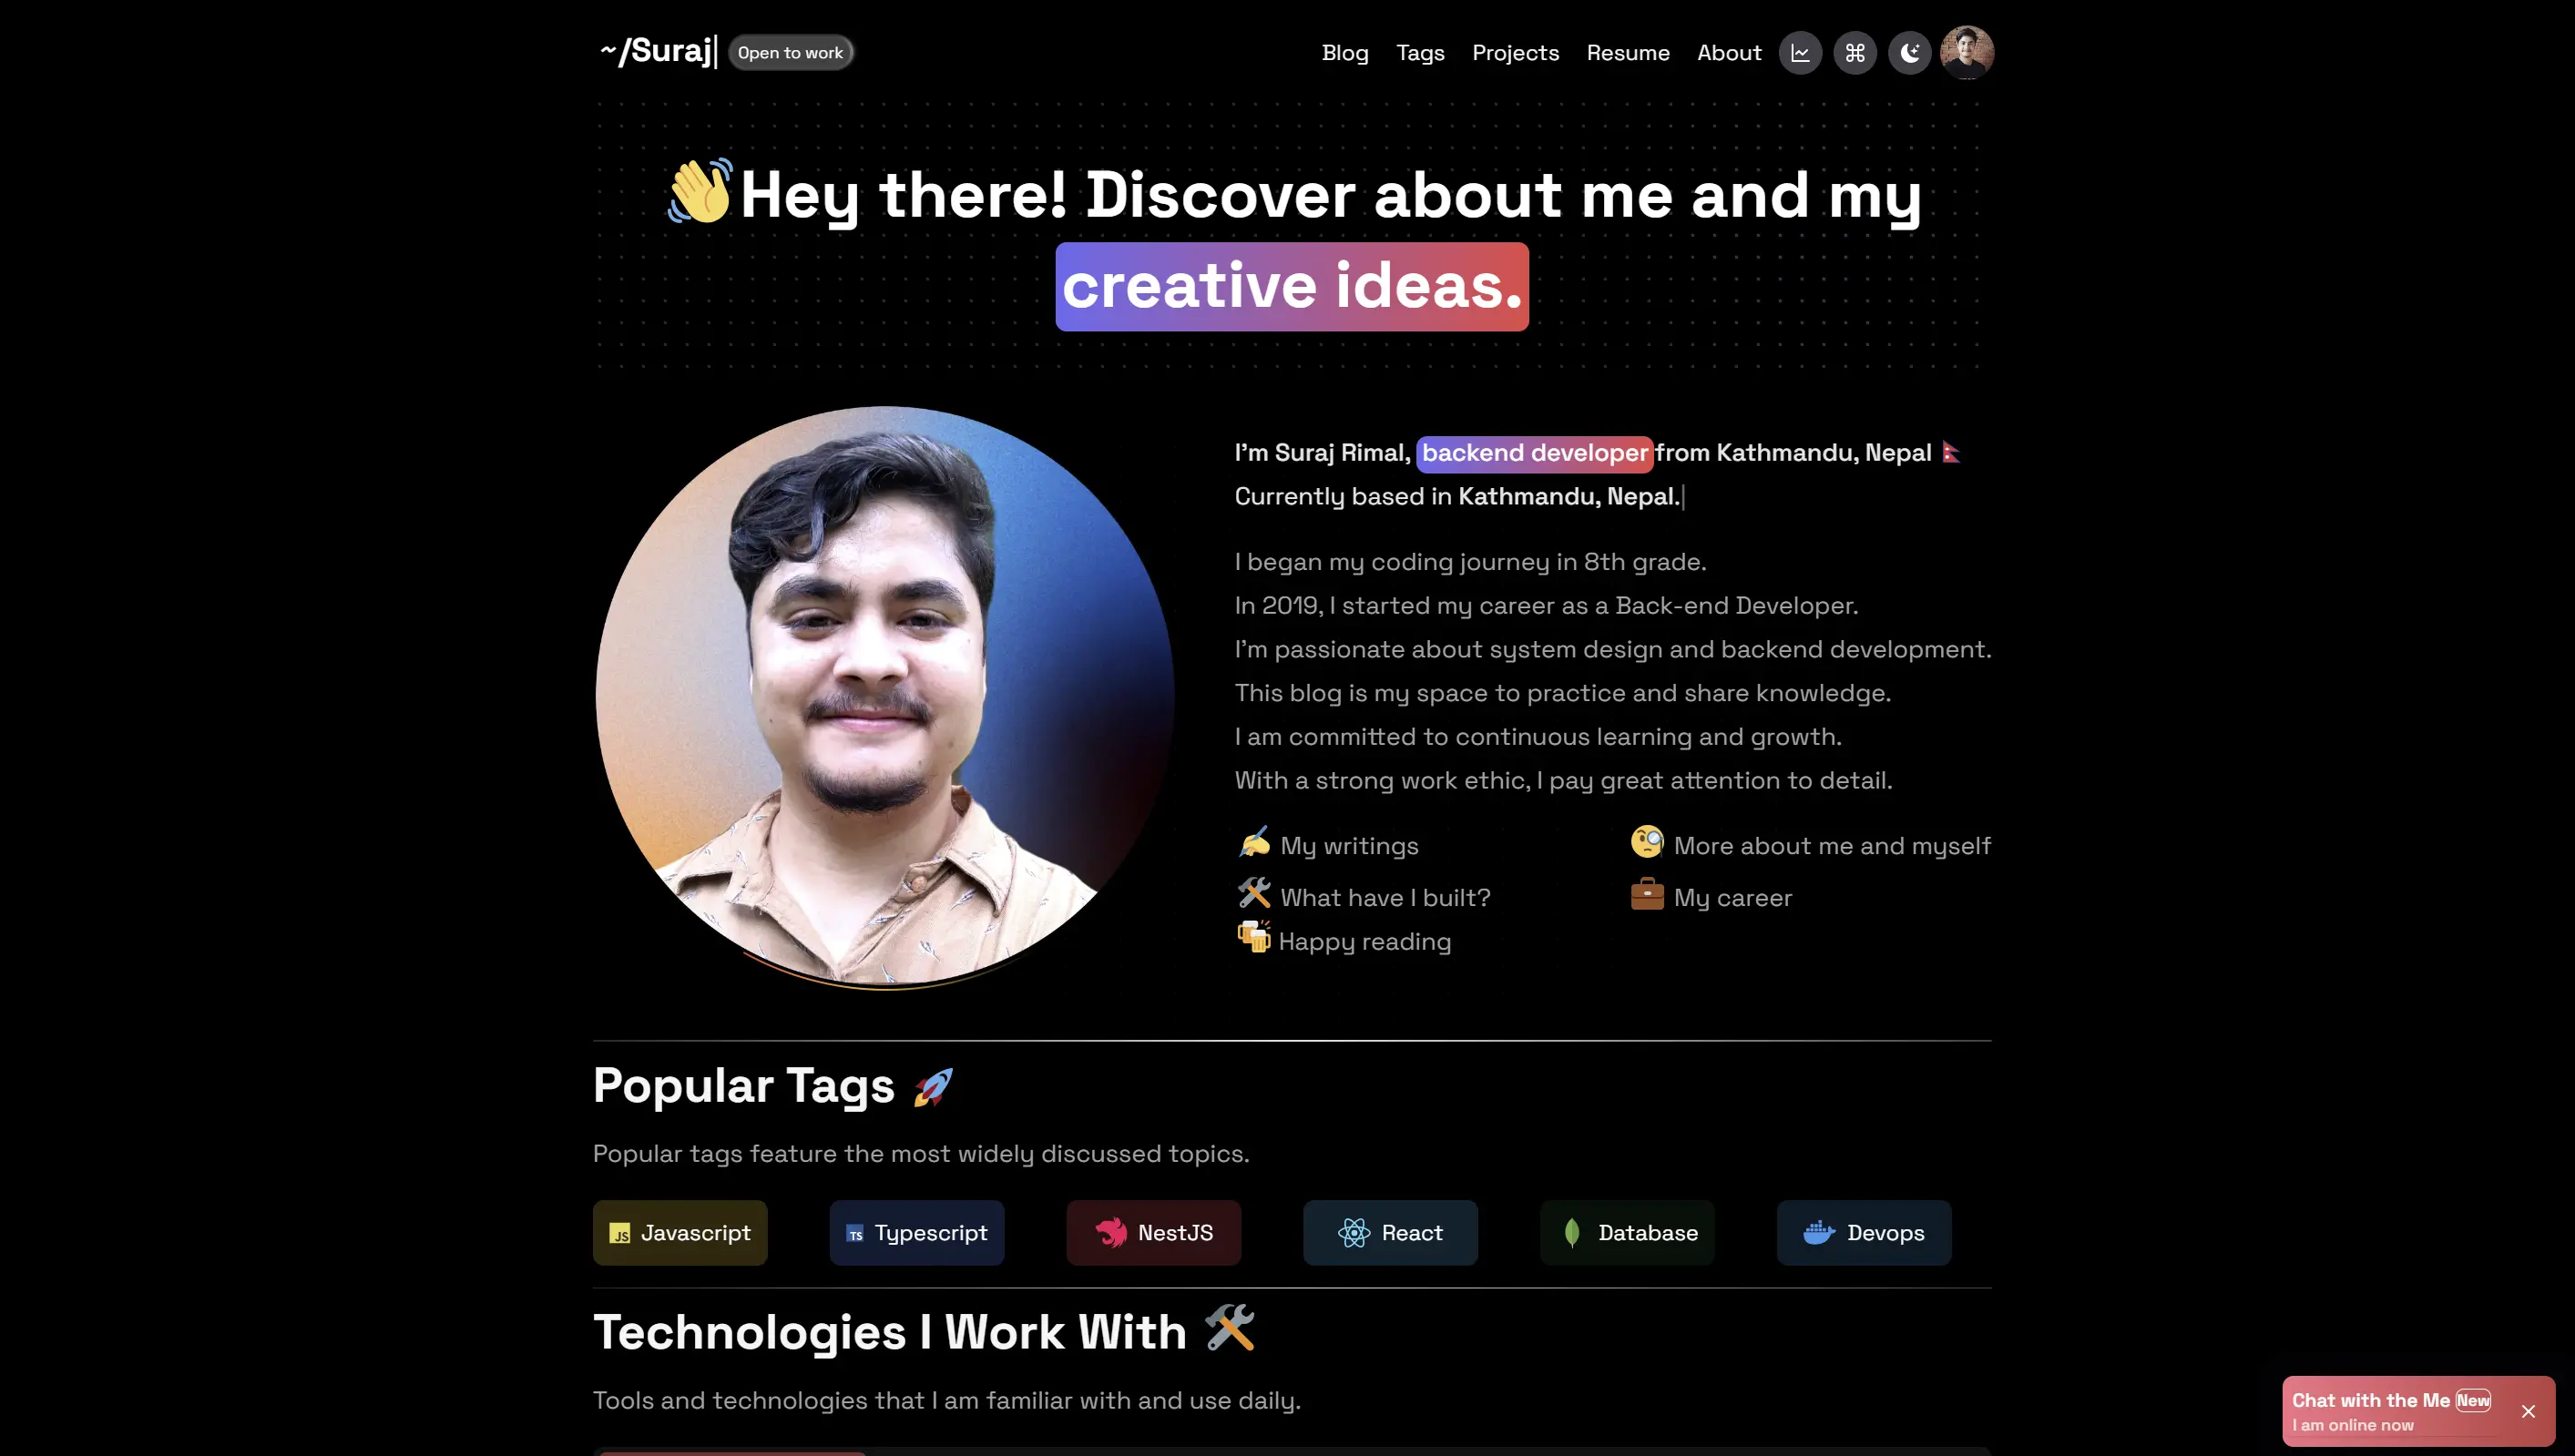 ~/Suraj
Open to work
Blog Tags Projects Resume About
Hey there! Discover about me and my
creative ideas.
I'm Suraj Rimal, backend developer from Kathmandu, Nepal
Currently based in Kathmandu, Nepal.
I began my coding journey in 8th grade.
In 2019, I started my career as a Back-end Developer.
I'm passionate about system design and backend development.
This blog is my space to practice and share knowledge.
I am committed to continuous learning and growth.
With a strong work ethic, I pay great attention to detail.
My writings
More about me and myself
What have I built?
My career
Happy reading
Popular Tags
Popular tags feature the most widely discussed topics.
JS Javascript
TS Typescript
NestJS
React
Database
Devops
Technologies I Work With
Tools and technologies that I am familiar with and use daily.
Chat with the Me New
I am online now